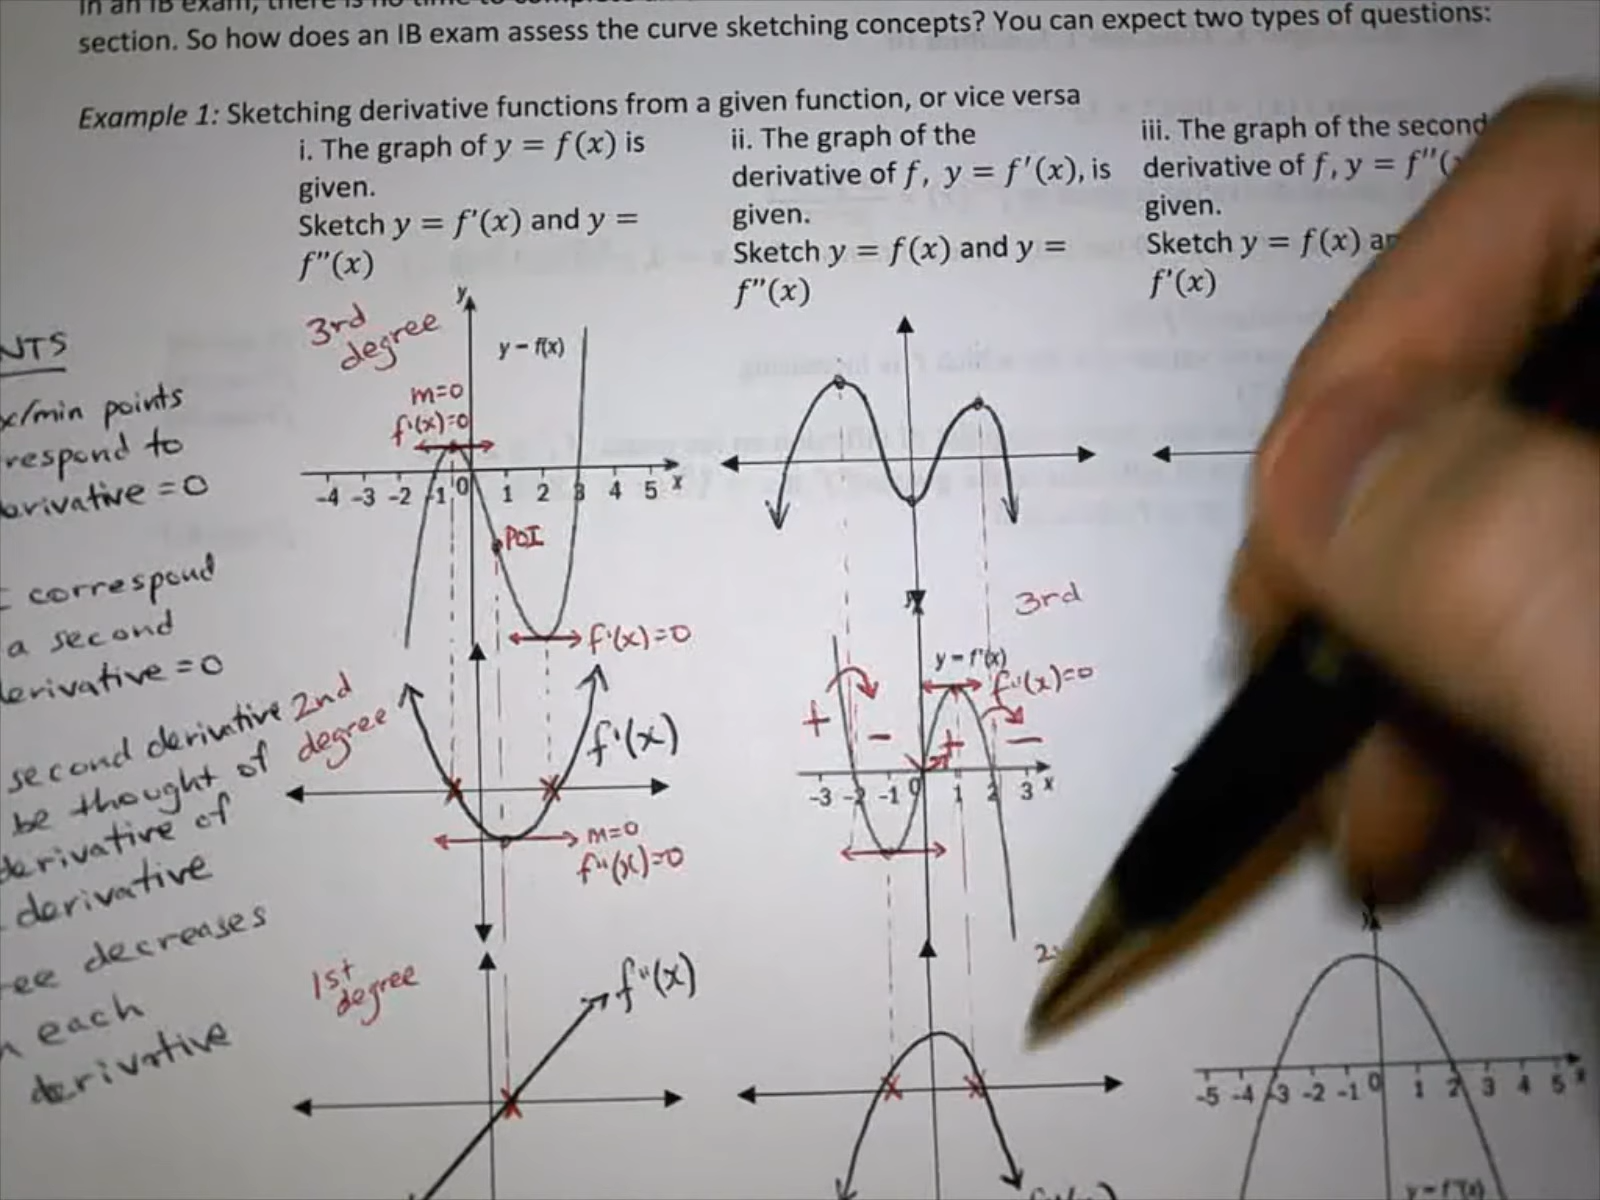 section. So how does an IB exam assess the curve sketching concepts? You can expect two types of questions:
Example 1: Sketching derivative functions from a given function, or vice versa
i. The graph of y = f(x) is
given.
Sketch y = f'(x) and y =
f''(x)
ii. The graph of the
derivative of f, y = f'(x), is
given.
Sketch y = f(x) and y =
f''(x)
iii. The graph of the second
derivative of f, y = f''(
given.
Sketch y = f(x)
f'(x)
x/min points
respond to
=0
correspond
a second
=0
second derivative
be thought of
of
derivative
decreases
each
derivative
3rd
degree
y
y = f(x)
m=0
f'(x)=0
-4 -3 -2 -1 0 1 2 3 4 5 x
POI
f'(x)=0
2nd
degree
f'(x)
m=0
f''(x)=0
1st
degree
f''(x)
3rd
y = f'(x)
f''(x)=0
+ - + -
-3 -2 -1 0 1 2 3 x
-5 -4 -3 -2 -1 0 1 2 3 4 5 x